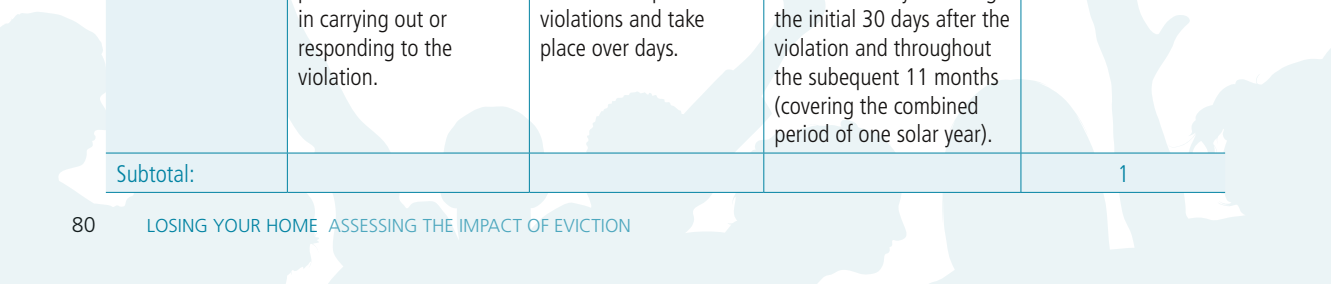 in carrying out or
responding to the
violation.
violations and take
place over days.
the initial 30 days after the
violation and throughout
the subequent 11 months
(covering the combined
period of one solar year).
Subtotal:
1
80 LOSING YOUR HOME ASSESSING THE IMPACT OF EVICTION